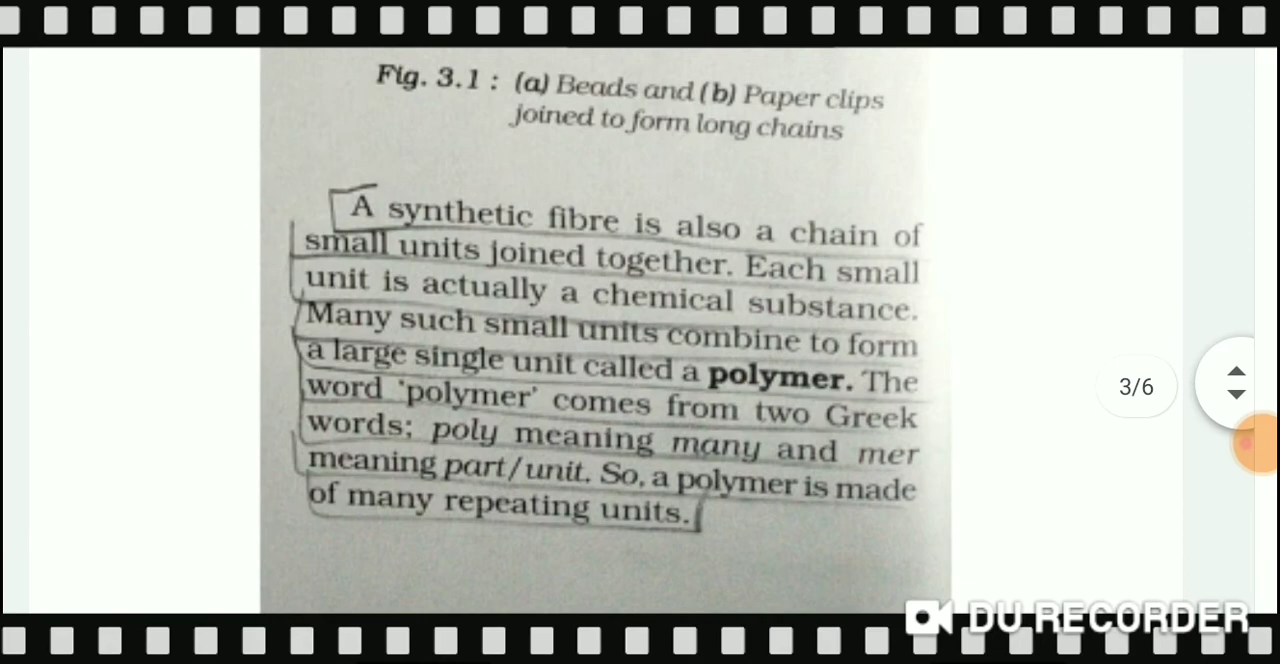 Fig. 3.1 : (a) Beads and (b) Paper clips
joined to form long chains
A synthetic fibre is also a chain of
small units joined together. Each small
unit is actually a chemical substance.
Many such small units combine to form
a large single unit called a polymer. The
word 'polymer' comes from two Greek
words; poly meaning many and mer
meaning part/unit. So, a polymer is made
of many repeating units.
3/6
DU RECORDER